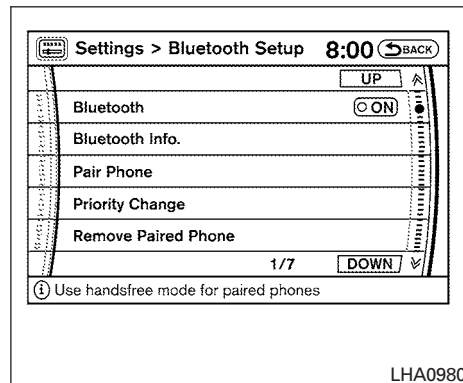 Settings > Bluetooth Setup 8:00 BACK
UP
Bluetooth ON
Bluetooth Info.
Pair Phone
Priority Change
Remove Paired Phone
1/7 DOWN
i Use handsfree mode for paired phones
LHA0980